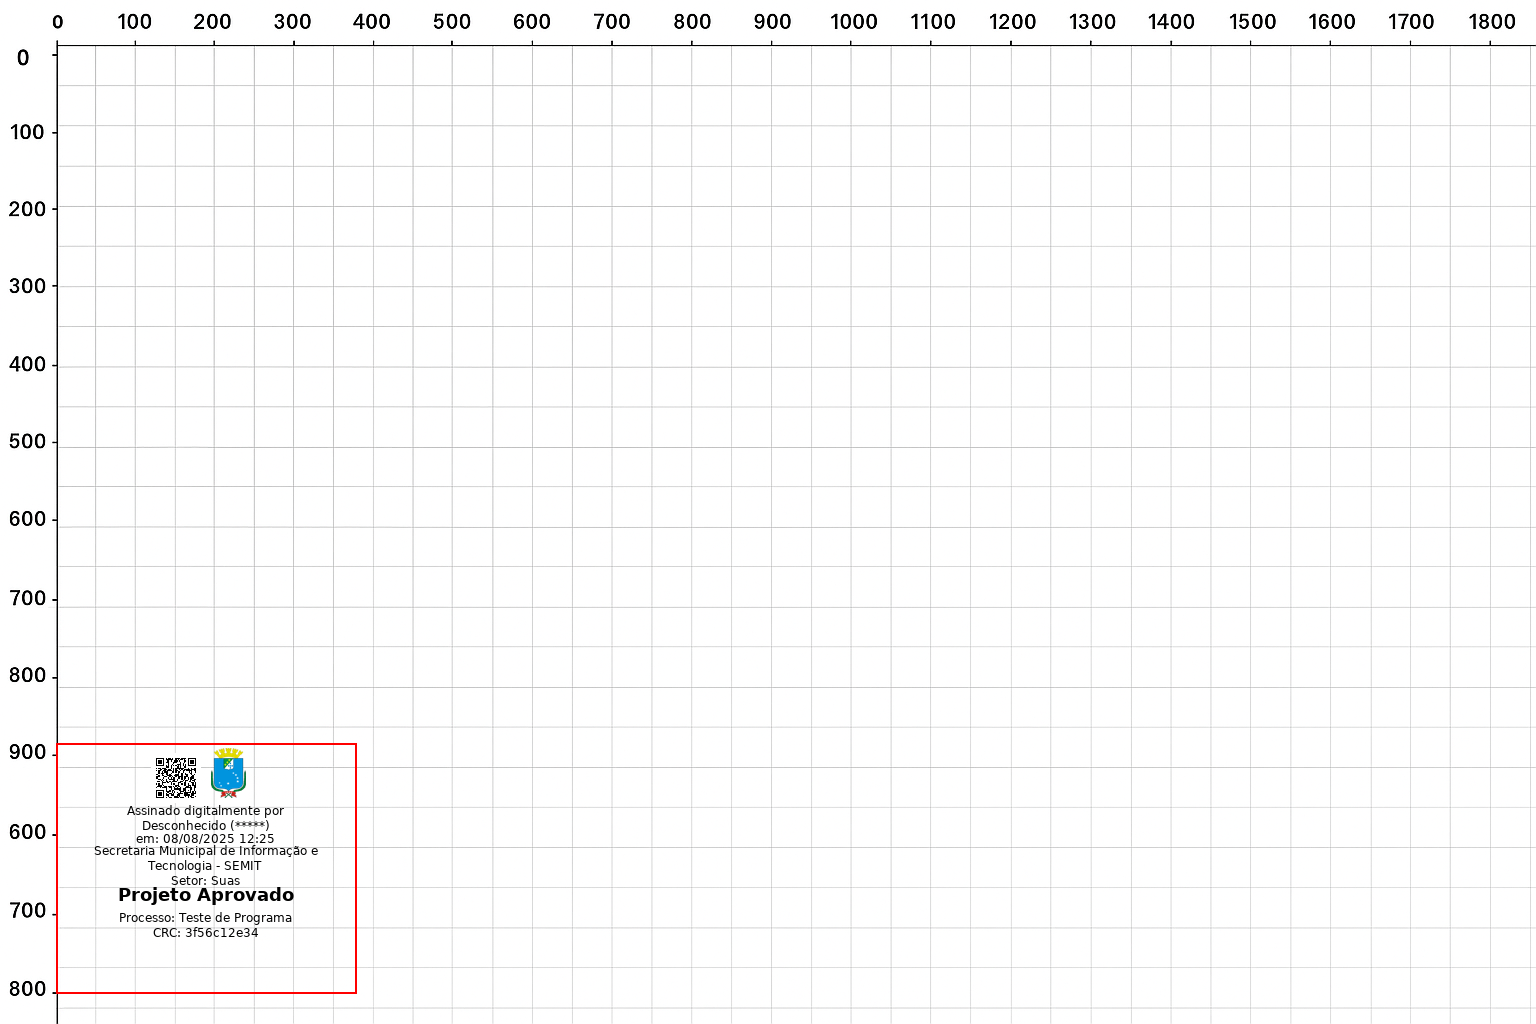 0 100 200 300 400 500 600 700 800 900 1000 1100 1200 1300 1400 1500 1600 1700 1800
0
100
200
300
400
500
600
700
800
900
Assinado digitalmente por
Desconhecido (*****)
600
em: 08/08/2025 12:25
Secretaria Municipal de Informação e
Tecnologia - SEMIT
Setor: Suas
Projeto Aprovado
700
Processo: Teste de Programa
CRC: 3f56c12e34
800